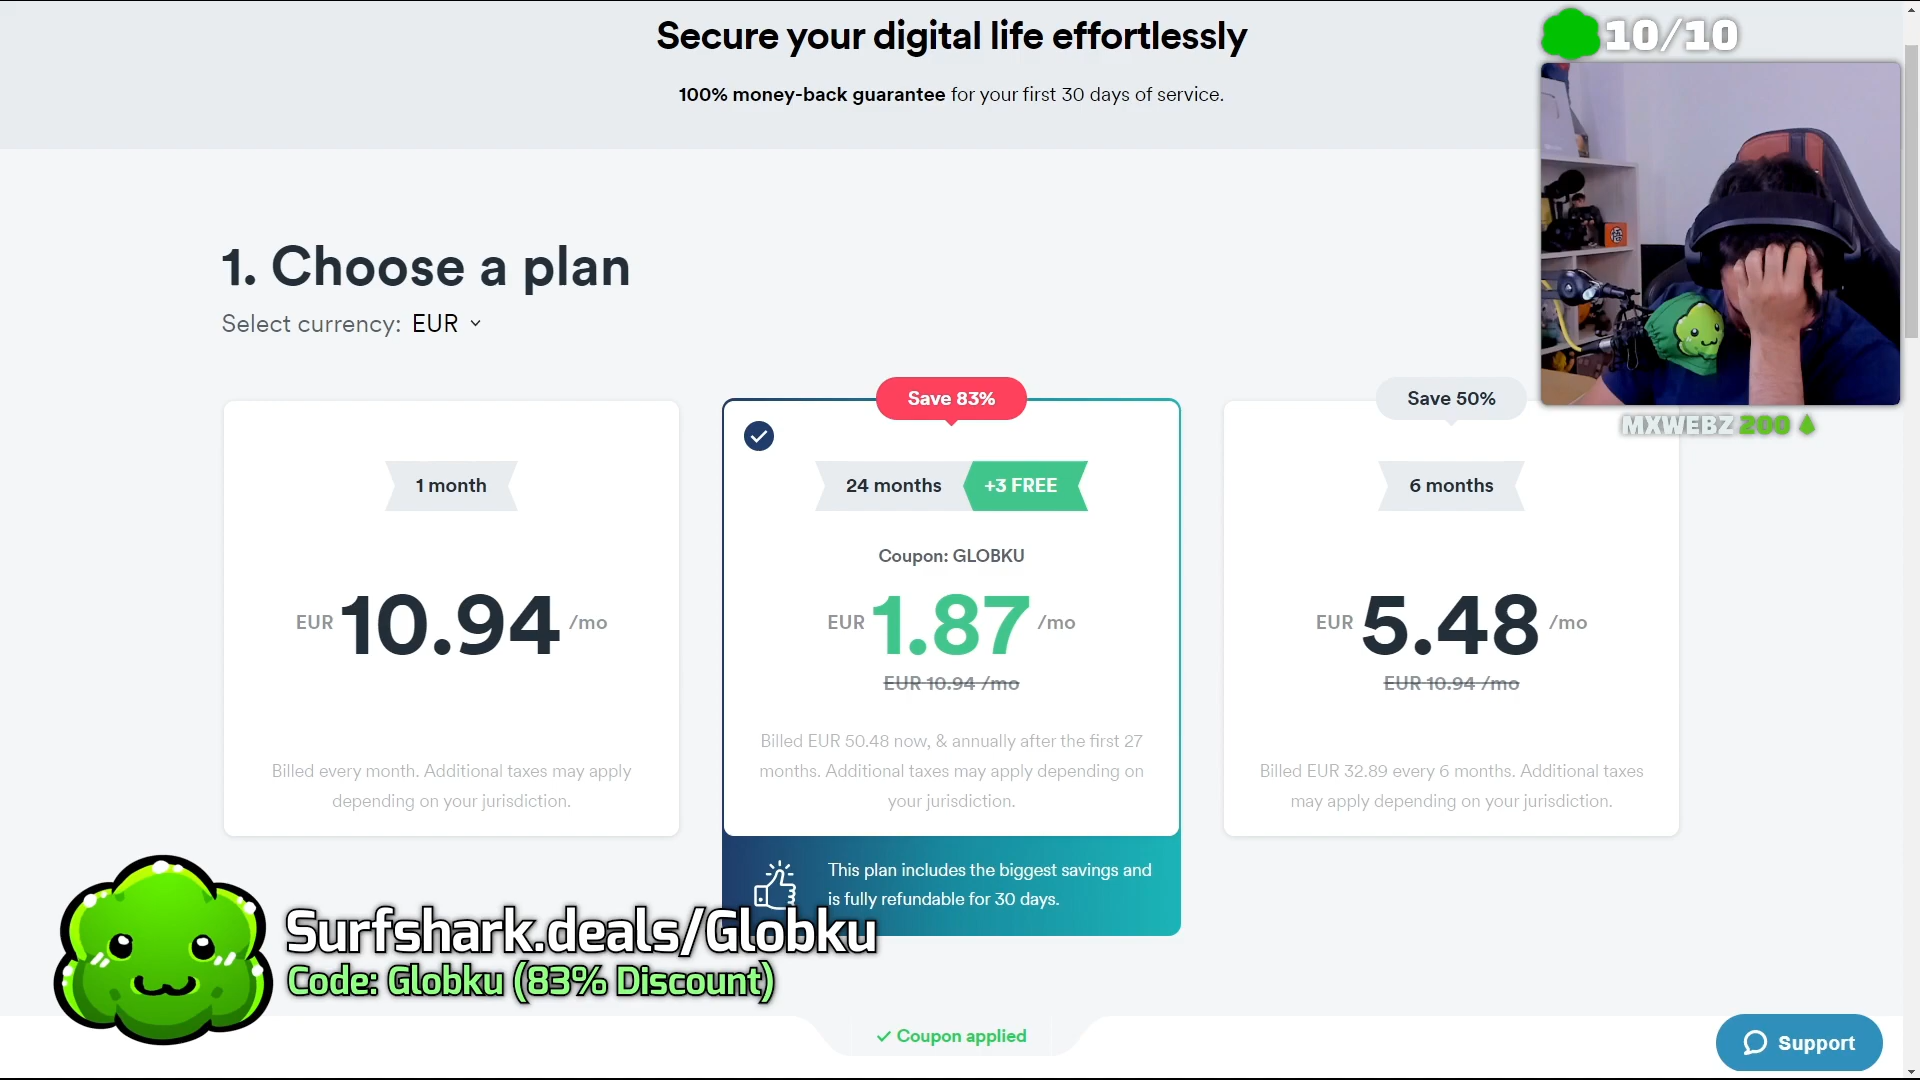 Secure your digital life effortlessly
100% money-back guarantee for your first 30 days of service.
10/10
悟
MXWEBZ 200
1. Choose a plan
Select currency: EUR
1 month
EUR 10.94 /mo
Billed every month. Additional taxes may apply
depending on your jurisdiction.
Save 83%
24 months +3 FREE
Coupon: GLOBKU
EUR 1.87 /mo
EUR 10.94 /mo
Billed EUR 50.48 now, & annually after the first 27
months. Additional taxes may apply depending on
your jurisdiction.
This plan includes the biggest savings and
is fully refundable for 30 days.
Save 50%
6 months
EUR 5.48 /mo
EUR 10.94 /mo
Billed EUR 32.89 every 6 months. Additional taxes
may apply depending on your jurisdiction.
Surfshark.deals/Globku
Code: Globku (83% Discount)
Coupon applied
Support